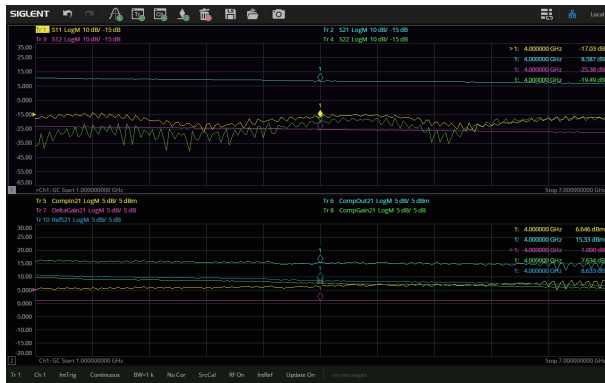 SIGLENT Local
Tr 1 S11 LogM 10 dB/ -15 dB Tr 2 S21 LogM 10 dB/ -15 dB
Tr 3 S12 LogM 10 dB/ -15 dB Tr 4 S22 LogM 10 dB/ -15 dB
35.00 > 1: 4.000000 GHz -17.03 dB
25.00 1: 4.000000 GHz 8.587 dB
15.00 1: 4.000000 GHz -25.38 dB
5.000 1: 4.000000 GHz -19.49 dB
-5.000
-15.00
-25.00
-35.00
-45.00
-55.00
-65.00
1 >Ch1: GC Start 1.000000000 GHz Stop 7.000000000 GHz
Tr 5 CompIn21 LogM 5 dB/ 5 dBm Tr 6 CompOut21 LogM 5 dB/ 5 dBm
Tr 7 DeltaGain21 LogM 5 dB/ 5 dB Tr 8 CompGain21 LogM 5 dB/ 5 dB
Tr 10 RefS21 LogM 5 dB/ 5 dB
30.00 1: 4.000000 GHz 6.646 dBm
25.00 1: 4.000000 GHz 15.33 dBm
20.00 1: 4.000000 GHz 1.000 dB
15.00 1: 4.000000 GHz 7.634 dB
10.00 1: 4.000000 GHz 8.633 dB
5.000
0.000
-5.000
-10.00
-15.00
-20.00
2 Ch1: GC Start 1.000000000 GHz Stop 7.000000000 GHz
Tr 1 Ch 1 IntTrig Continuous BW=1 k No Cor SrcCal RF On IntRef Update On no messages